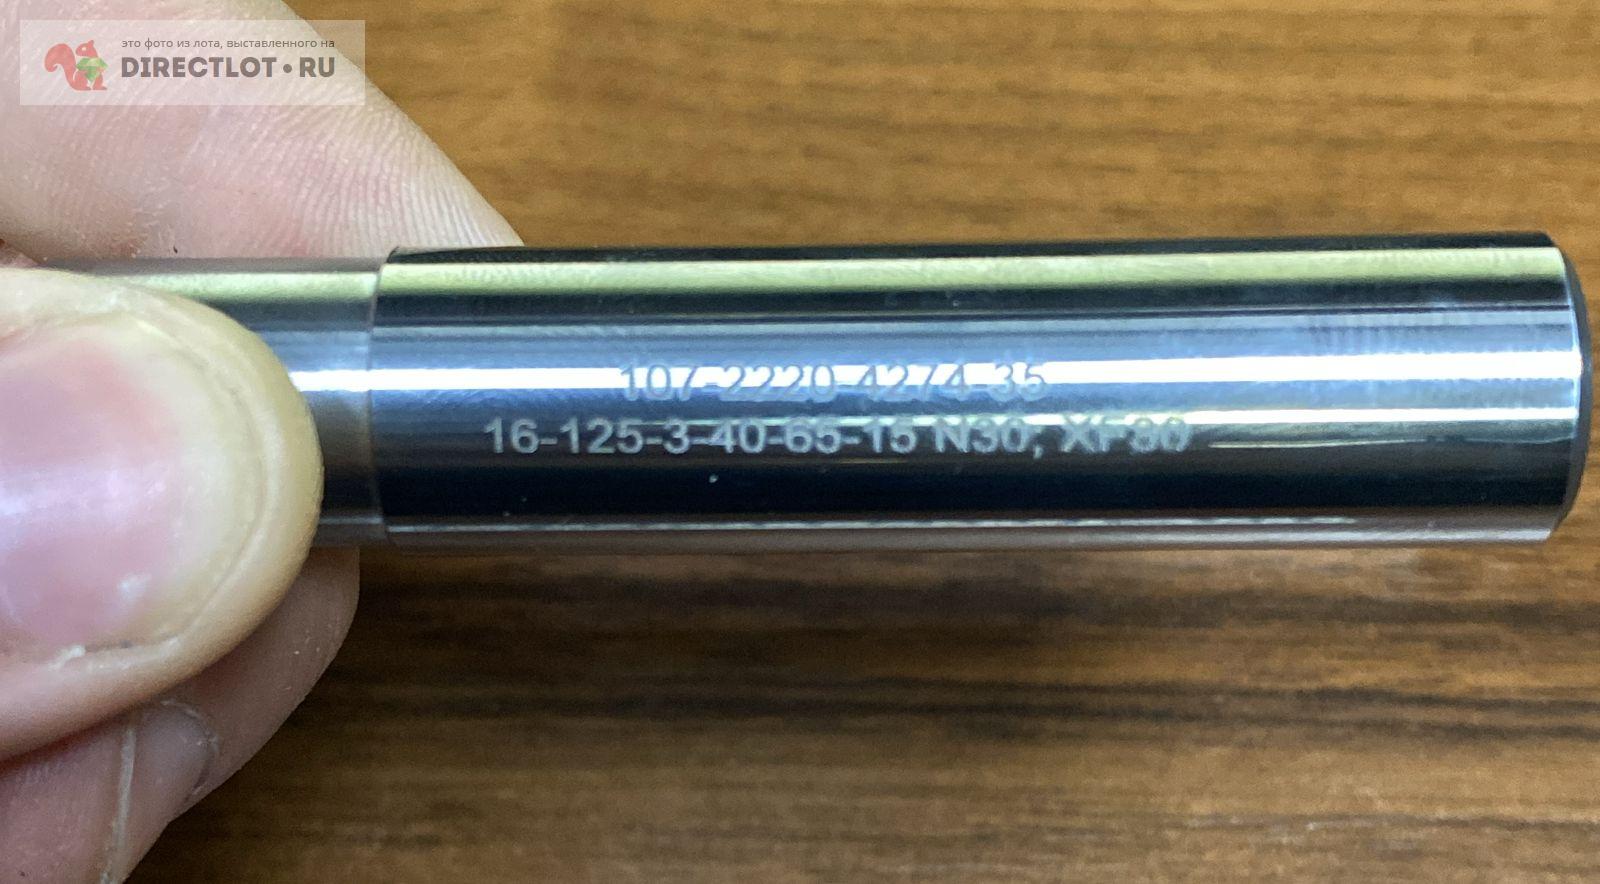 это фото из лота, выставленного на
DIRECTLOT•RU
107-2220-4274-35
16-125-3-40-65-15 N30, XF80